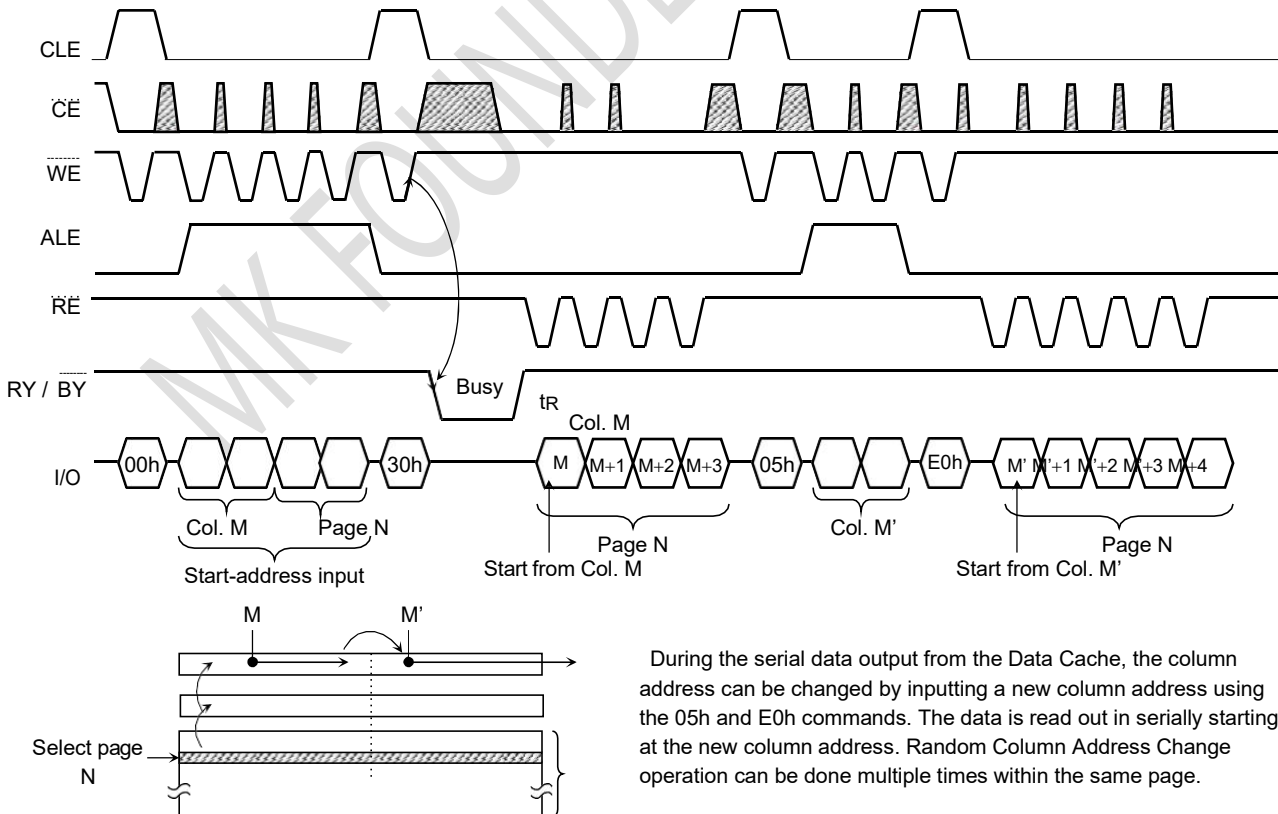 MK FOUNDE
CLE
CE
WE
ALE
RE
RY / BY
Busy
tR
Col. M
I/O
00h
30h
M
M+1
M+2
M+3
05h
E0h
M'
M'+1
M'+2
M'+3
M+4
Col. M
Page N
Start-address input
Page N
Start from Col. M
Col. M'
Page N
Start from Col. M'
M
M'
Select page
N
During the serial data output from the Data Cache, the column
address can be changed by inputting a new column address using
the 05h and E0h commands. The data is read out in serially starting
at the new column address. Random Column Address Change
operation can be done multiple times within the same page.